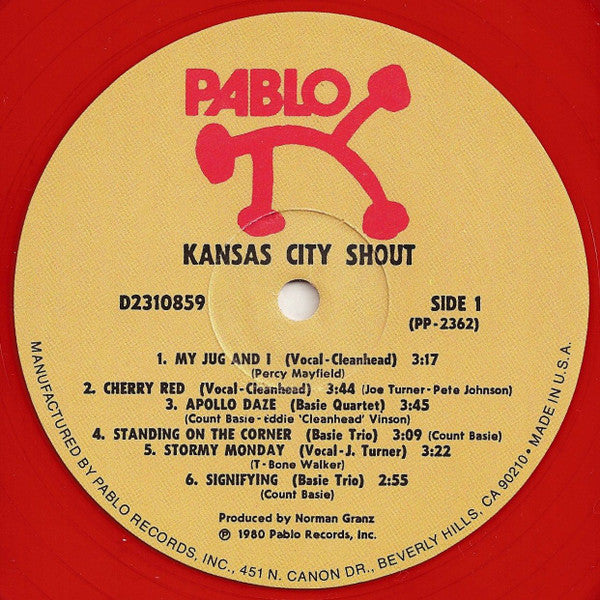 PABLO
KANSAS CITY SHOUT
D2310859
SIDE 1
(PP-2362)
1. MY JUG AND I (Vocal-Cleanhead) 3:17
(Percy Mayfield)
2. CHERRY RED (Vocal-Cleanhead) 3:44 (Joe Turner-Pete Johnson)
3. APOLLO DAZE (Basie Quartet) 3:45
(Count Basie-Eddie 'Cleanhead' Vinson)
4. STANDING ON THE CORNER (Basie Trio) 3:09 (Count Basie)
5. STORMY MONDAY (Vocal-J. Turner) 3:22
(T-Bone Walker)
6. SIGNIFYING (Basie Trio) 2:55
(Count Basie)
Produced by Norman Granz
℗ 1980 Pablo Records, Inc.
MANUFACTURED BY PABLO RECORDS, INC., 451 N. CANON DR., BEVERLY HILLS, CA 90210 • MADE IN U.S.A.